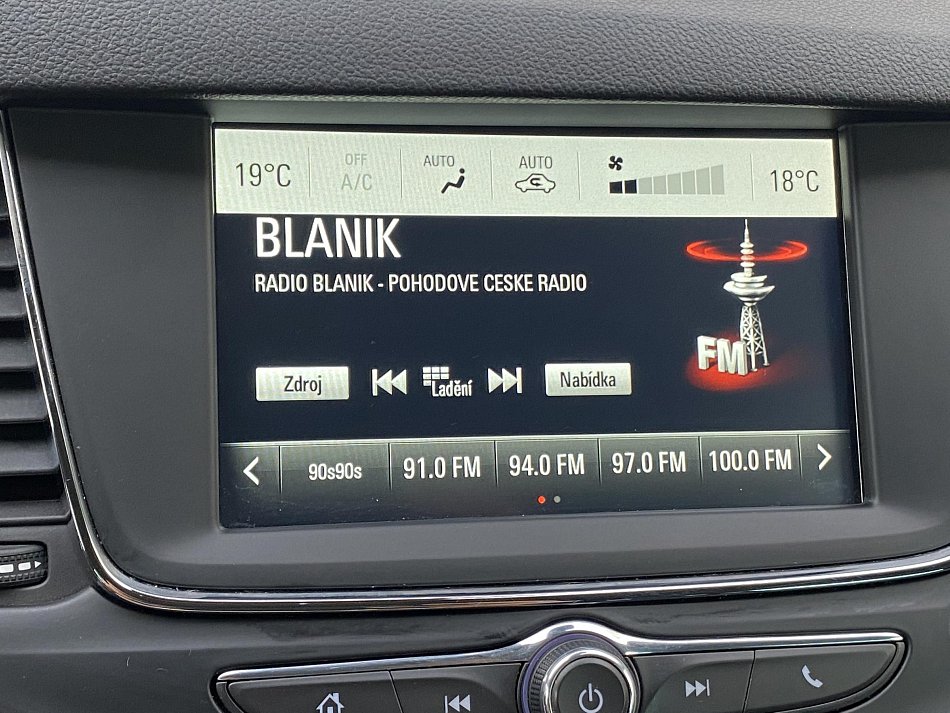 19°C OFF A/C AUTO AUTO 18°C
BLANIK
RADIO BLANIK - POHODOVE CESKE RADIO
FM
Zdroj Ladění Nabídka
90s90s 91.0 FM 94.0 FM 97.0 FM 100.0 FM